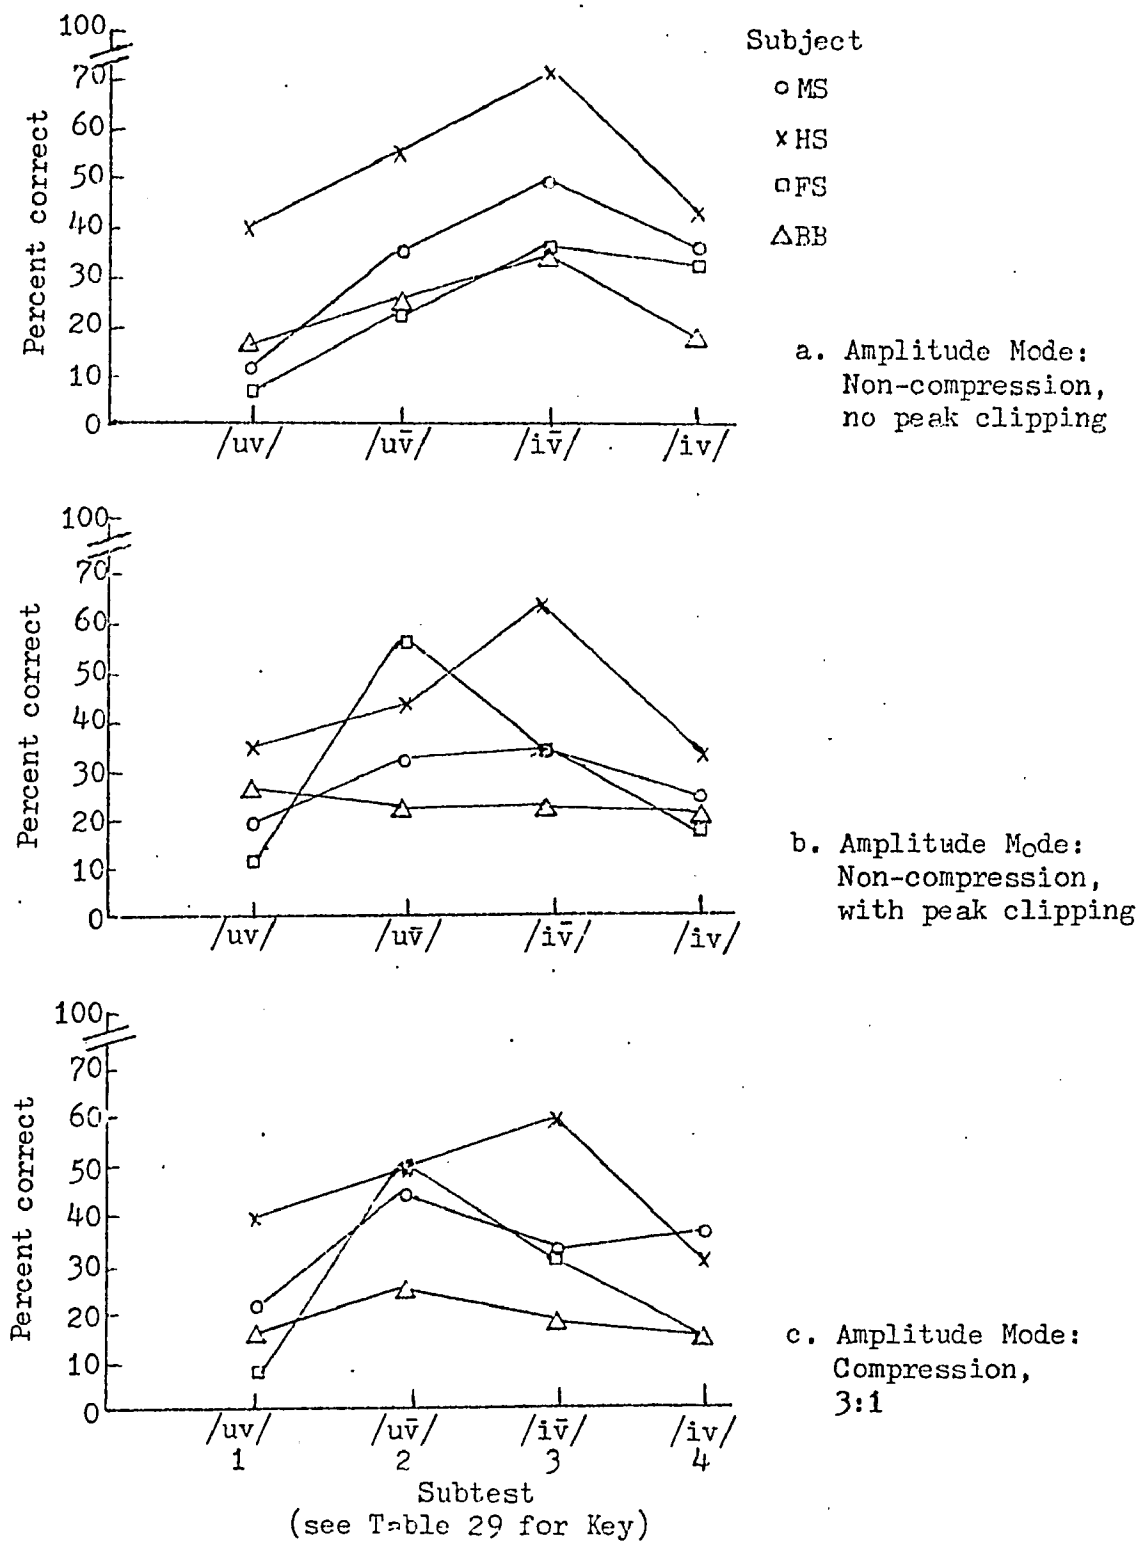 100
70
60
50
40
30
20
10
0
Percent correct
/uv/ /uv̄/ /iv̄/ /iv/
Subject
o MS
x HS
□ FS
△ BB
a. Amplitude Mode:
Non-compression,
no peak clipping
100
70
60
50
40
30
20
10
0
Percent correct
/uv/ /uv̄/ /iv̄/ /iv/
b. Amplitude Mode:
Non-compression,
with peak clipping
100
70
60
50
40
30
20
10
0
Percent correct
/uv/ /uv̄/ /iv̄/ /iv/
1 2 3 4
Subtest
(see Table 29 for Key)
c. Amplitude Mode:
Compression,
3:1